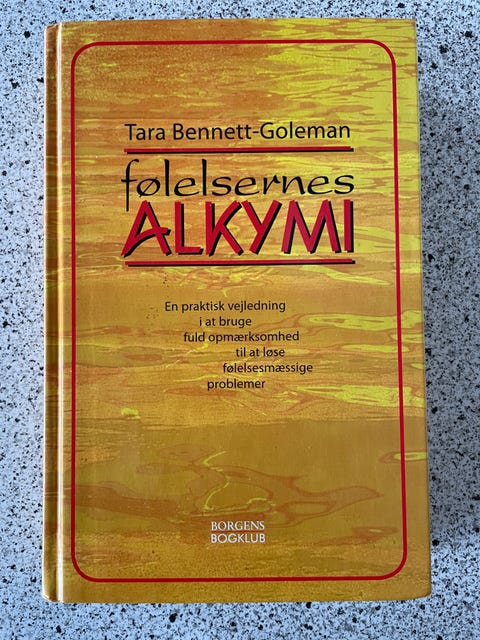 Tara Bennett-Goleman
følelsernes
ALKYMI
En praktisk vejledning
i at bruge
fuld opmærksomhed
til at løse
følelsesmæssige
problemer
BORGENS
BOGKLUB